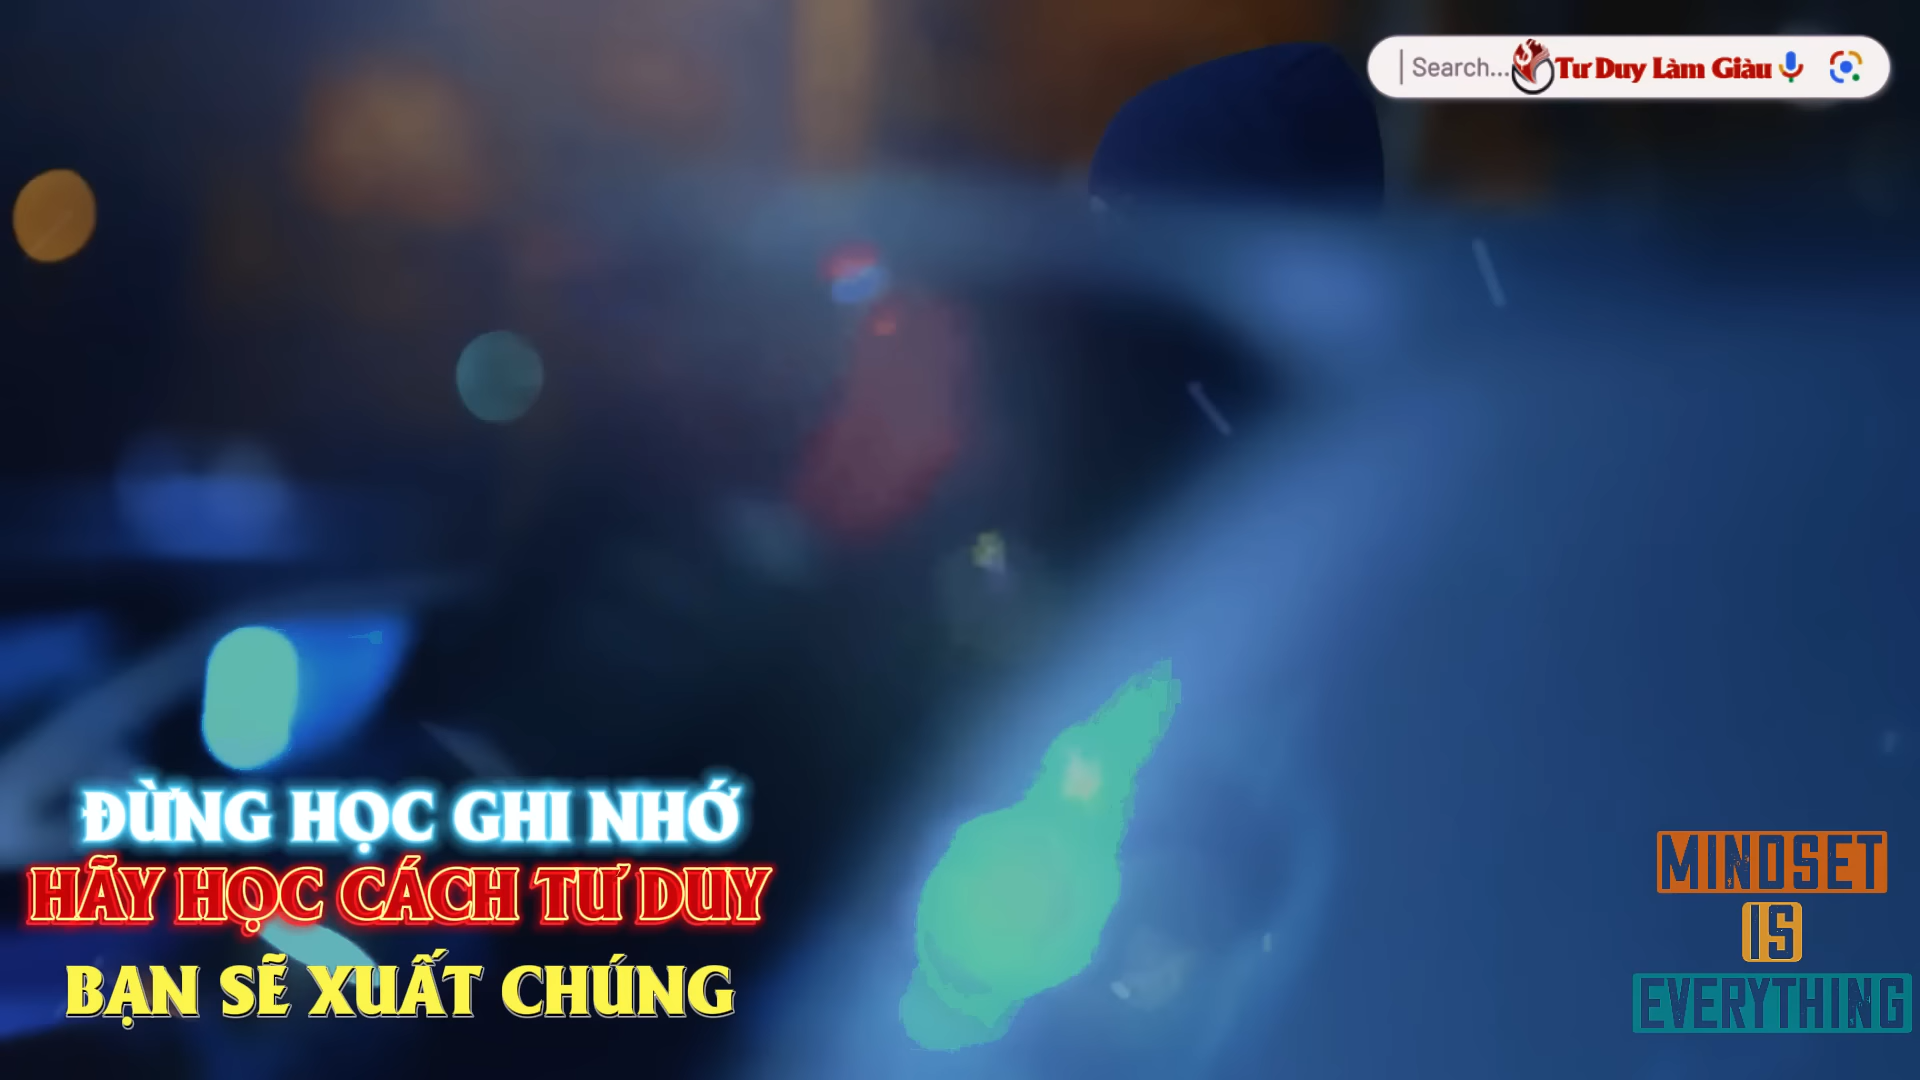 Search... Tư Duy Làm Giàu
ĐỪNG HỌC GHI NHỚ
HÃY HỌC CÁCH TƯ DUY
BẠN SẼ XUẤT CHÚNG
MINDSET
IS
EVERYTHING